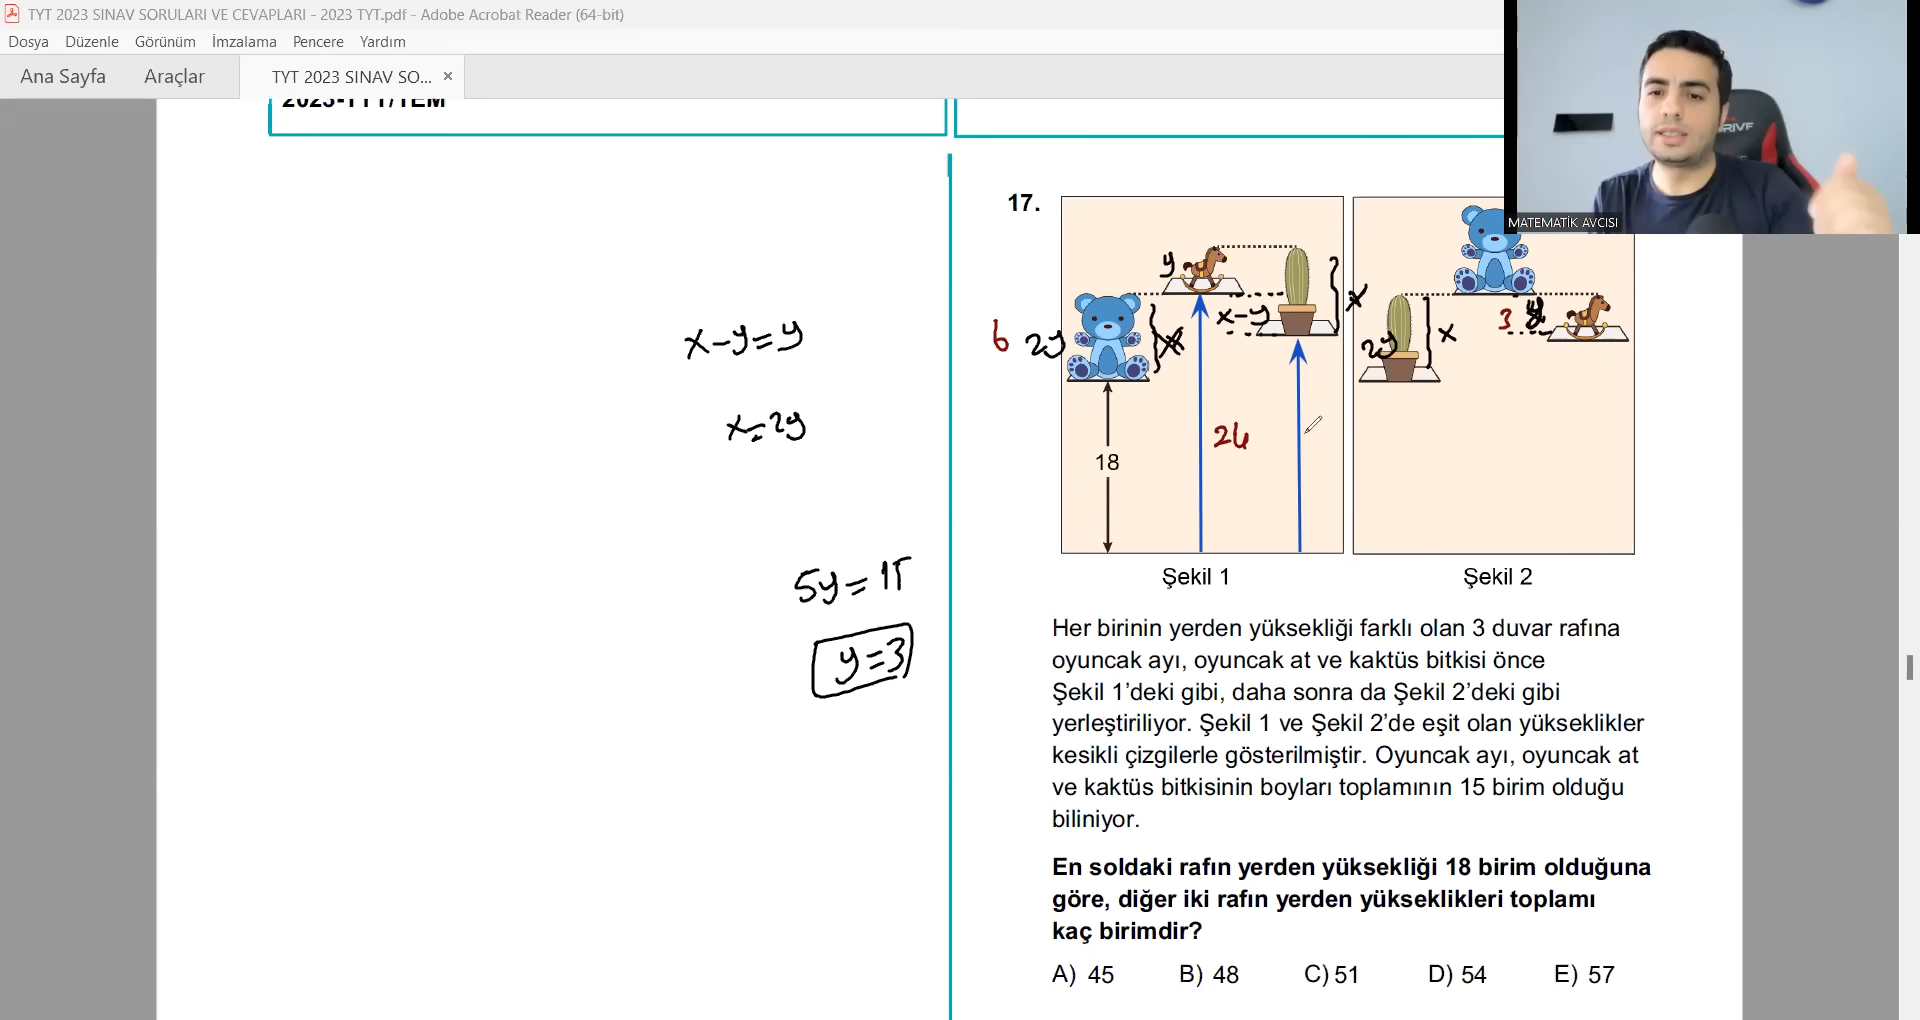 TYT 2023 SINAV SORULARI VE CEVAPLARI - 2023 TYT.pdf - Adobe Acrobat Reader (64-bit)
Dosya Düzenle Görünüm İmzalama Pencere Yardım
Ana Sayfa Araçlar TYT 2023 SINAV SO... ×
2023-TYT/TEM
MATEMATİK AVCISI
17.
y
x
x-y
6 2y
x
18
24
2y
x
3
y
x-y=y
x=2y
5y=15
y=3
Şekil 1 Şekil 2
Her birinin yerden yüksekliği farklı olan 3 duvar rafına
oyuncak ayı, oyuncak at ve kaktüs bitkisi önce
Şekil 1'deki gibi, daha sonra da Şekil 2'deki gibi
yerleştiriliyor. Şekil 1 ve Şekil 2'de eşit olan yükseklikler
kesikli çizgilerle gösterilmiştir. Oyuncak ayı, oyuncak at
ve kaktüs bitkisinin boyları toplamının 15 birim olduğu
biliniyor.
En soldaki rafın yerden yüksekliği 18 birim olduğuna
göre, diğer iki rafın yerden yükseklikleri toplamı
kaç birimdir?
A) 45 B) 48 C) 51 D) 54 E) 57